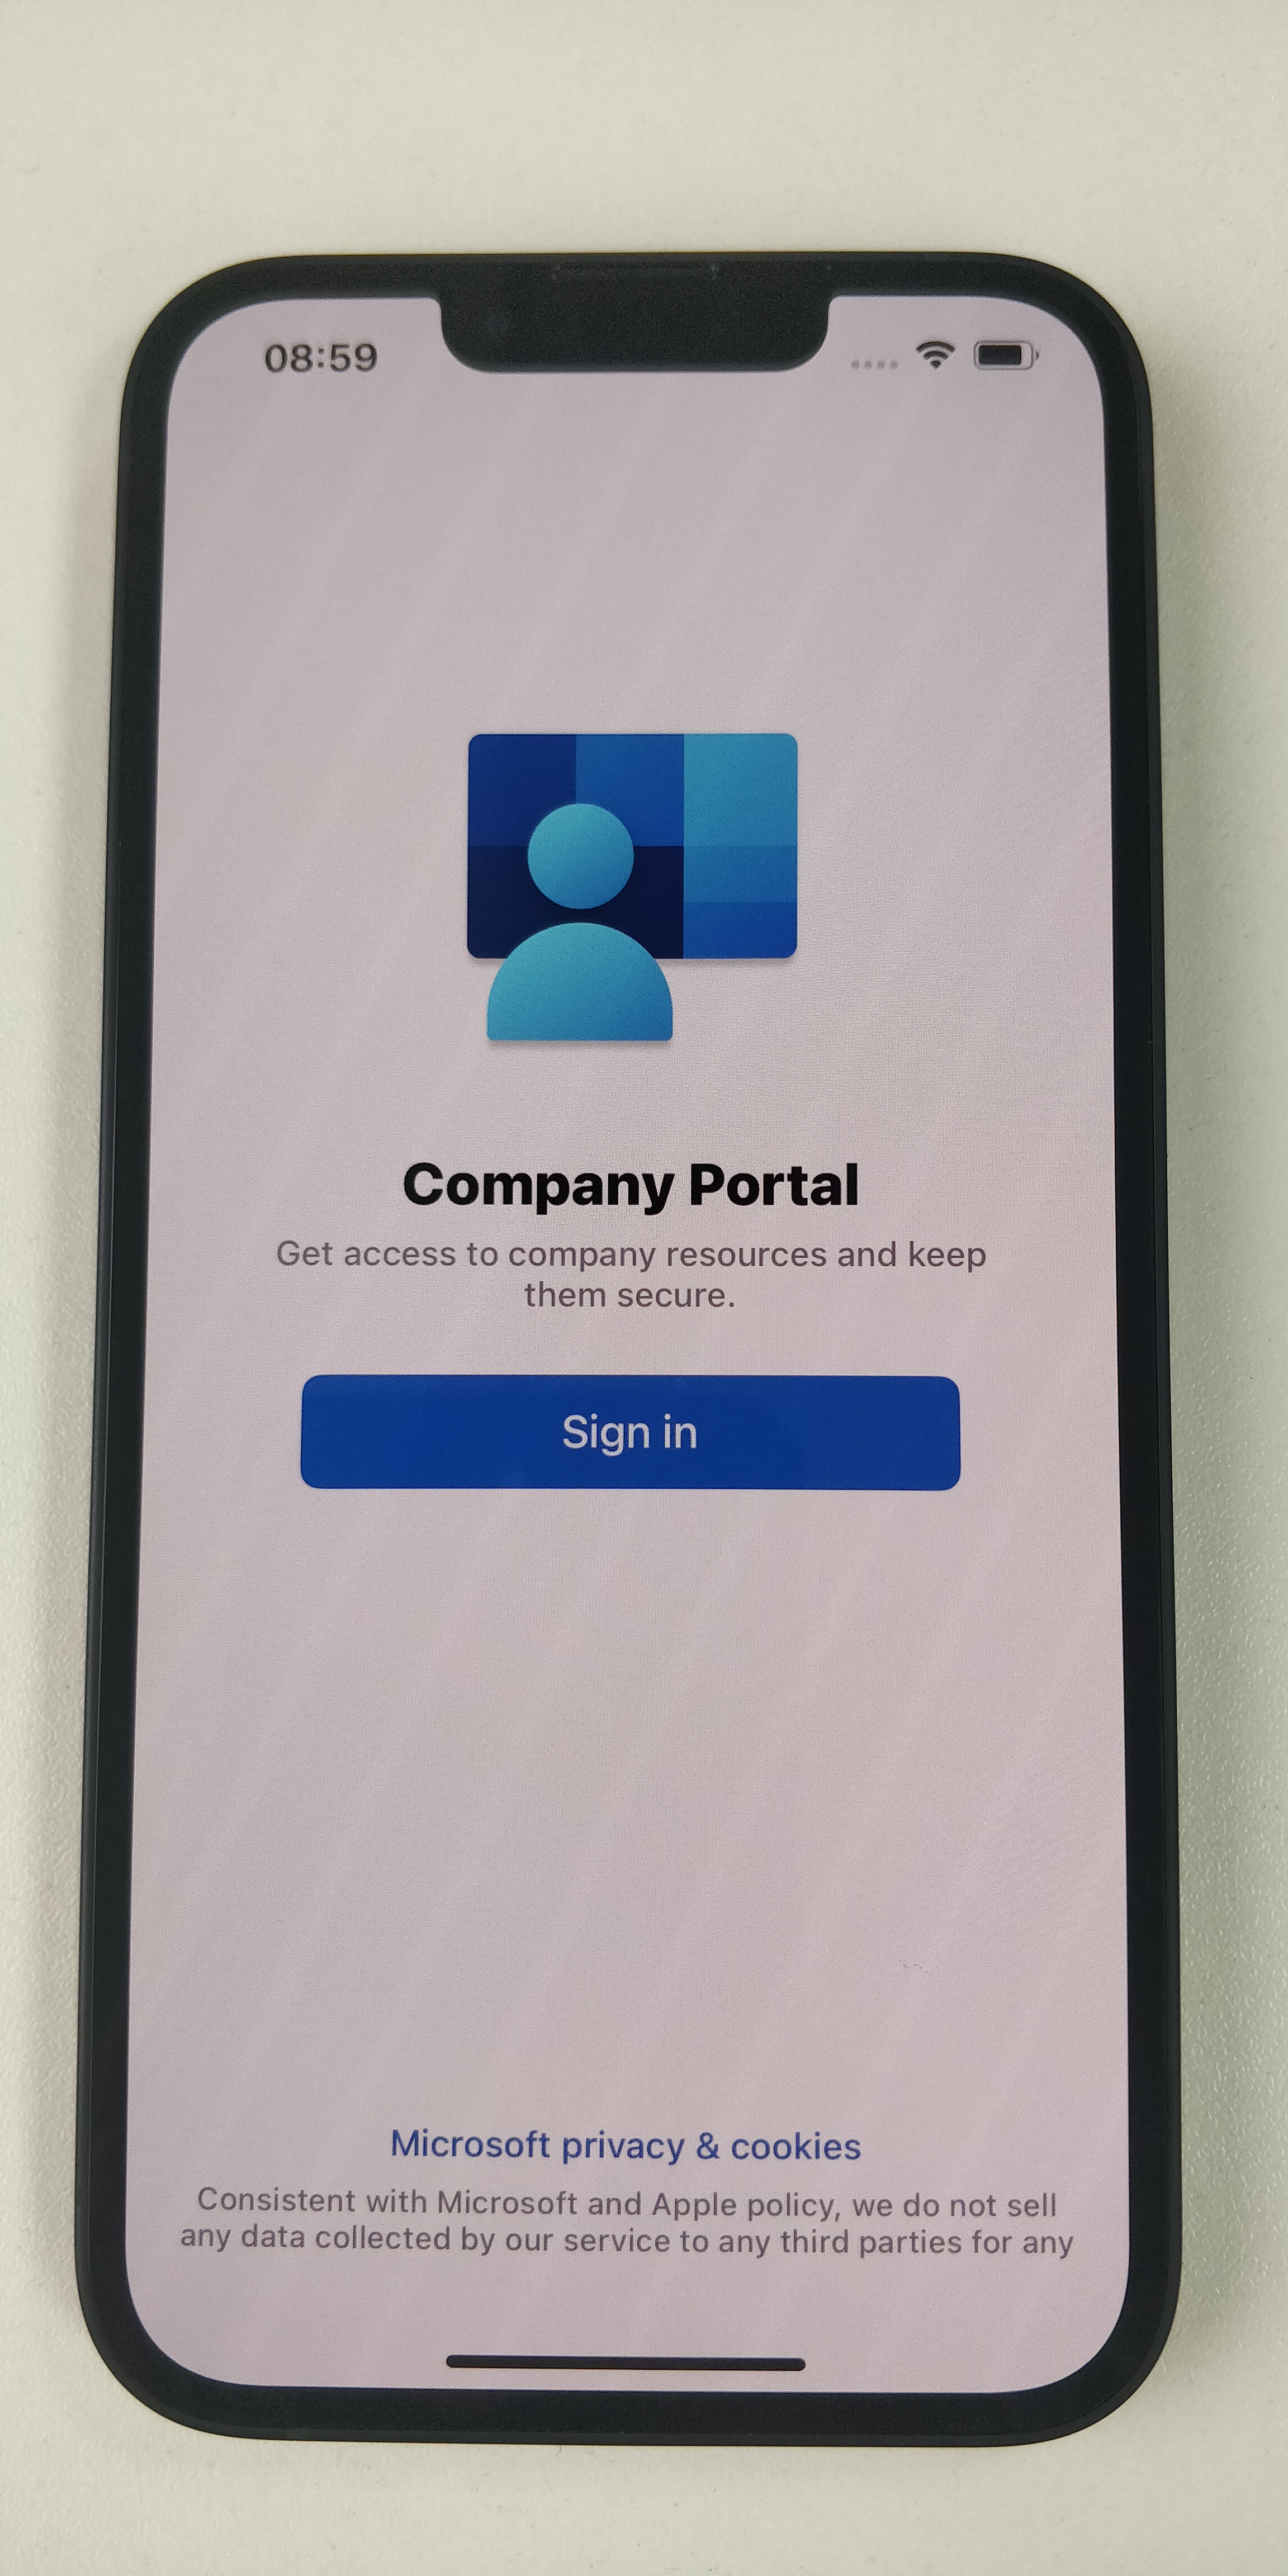 08:59
Company Portal
Get access to company resources and keep
them secure.
Sign in
Microsoft privacy & cookies
Consistent with Microsoft and Apple policy, we do not sell
any data collected by our service to any third parties for any